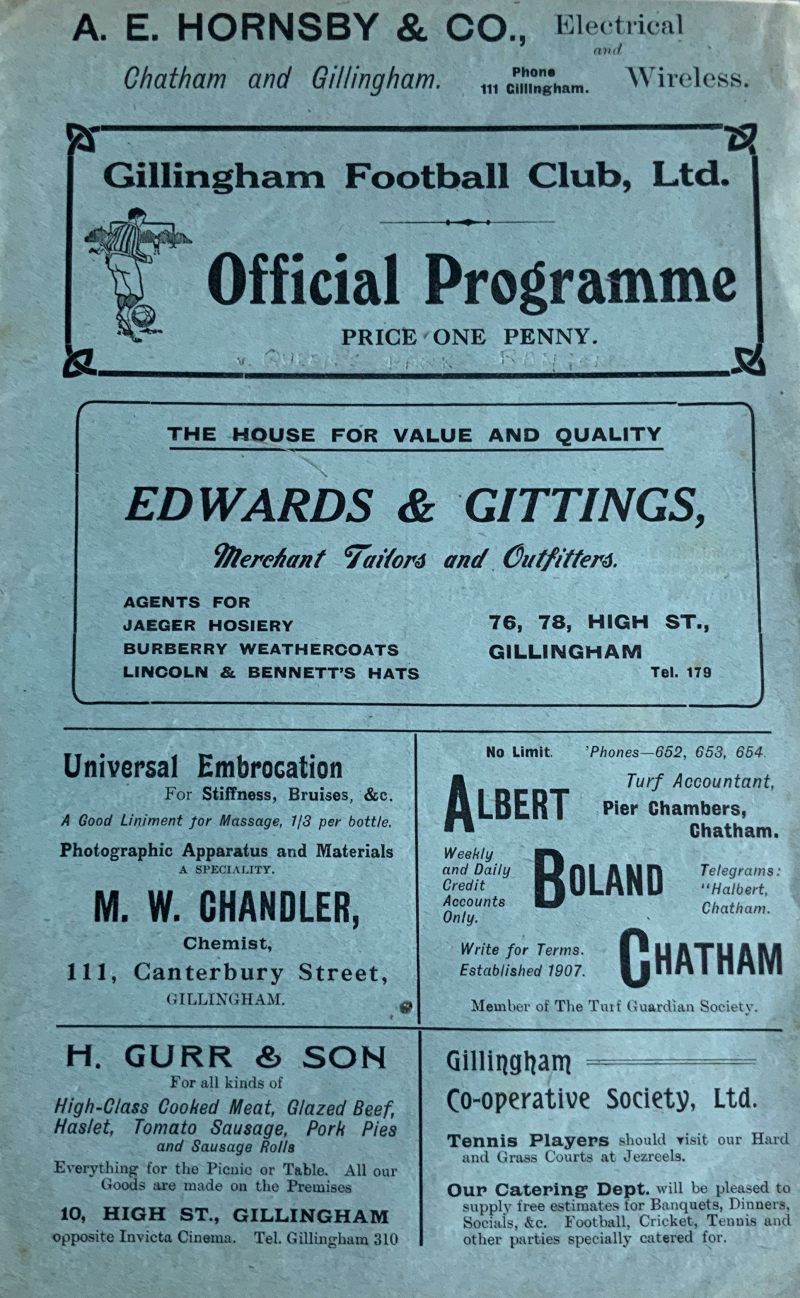 A. E. HORNSBY & CO., Electrical
and
Chatham and Gillingham. Phone 111 Gillingham. Wireless.
Gillingham Football Club, Ltd.
Official Programme
PRICE ONE PENNY.
v. QUEEN'S PARK RANGERS
THE HOUSE FOR VALUE AND QUALITY
EDWARDS & GITTINGS,
Merchant Tailors and Outfitters.
AGENTS FOR
JAEGER HOSIERY
BURBERRY WEATHERCOATS
LINCOLN & BENNETT'S HATS
76, 78, HIGH ST.,
GILLINGHAM
Tel. 179
Universal Embrocation
For Stiffness, Bruises, &c.
A Good Liniment for Massage, 1/3 per bottle.
Photographic Apparatus and Materials
A SPECIALITY.
M. W. CHANDLER,
Chemist,
111, Canterbury Street,
GILLINGHAM.
No Limit. 'Phones—652, 653, 654.
ALBERT
Turf Accountant,
Pier Chambers,
Chatham.
Weekly
and Daily
Credit
Accounts
Only.
BOLAND
Telegrams:
"Halbert,
Chatham.
Write for Terms.
Established 1907.
CHATHAM
Member of The Turf Guardian Society.
H. GURR & SON
For all kinds of
High-Class Cooked Meat, Glazed Beef,
Haslet, Tomato Sausage, Pork Pies
and Sausage Rolls
Everything for the Picnic or Table. All our
Goods are made on the Premises
10, HIGH ST., GILLINGHAM
opposite Invicta Cinema. Tel. Gillingham 310
Gillingham
Co-operative Society, Ltd.
Tennis Players should visit our Hard
and Grass Courts at Jezreels.
Our Catering Dept. will be pleased to
supply free estimates for Banquets, Dinners,
Socials, &c. Football, Cricket, Tennis and
other parties specially catered for.